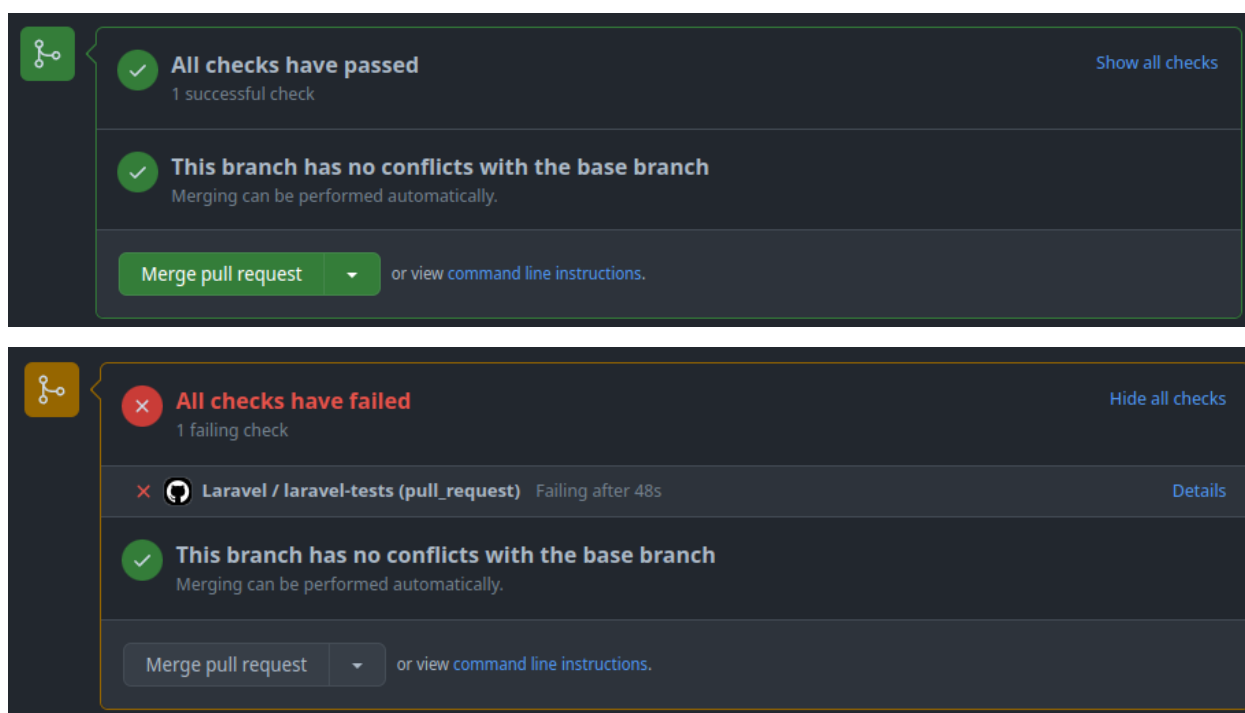 All checks have passed
Show all checks
1 successful check
This branch has no conflicts with the base branch
Merging can be performed automatically.
Merge pull request or view command line instructions.
All checks have failed
Hide all checks
1 failing check
Laravel / laravel-tests (pull_request) Failing after 48s Details
This branch has no conflicts with the base branch
Merging can be performed automatically.
Merge pull request or view command line instructions.